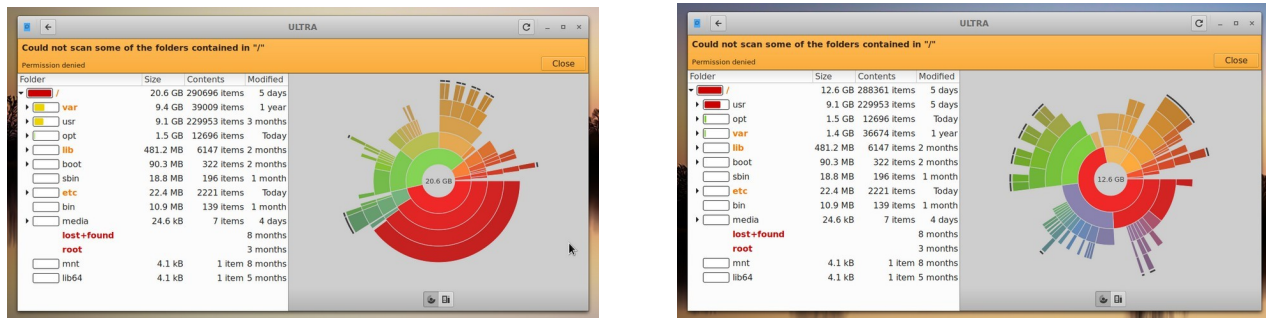 ULTRA
Could not scan some of the folders contained in "/"
Permission denied
Close
Folder Size Contents Modified
/ 20.6 GB 290696 items 5 days
var 9.4 GB 39009 items 1 year
usr 9.1 GB 229953 items 3 months
opt 1.5 GB 12696 items Today
lib 481.2 MB 6147 items 2 months
boot 90.3 MB 322 items 2 months
sbin 18.8 MB 196 items 1 month
etc 22.4 MB 2221 items Today
bin 10.9 MB 139 items 1 month
media 24.6 kB 7 items 4 days
lost+found 8 months
root 3 months
mnt 4.1 kB 1 item 8 months
lib64 4.1 kB 1 item 5 months
20.6 GB
ULTRA
Could not scan some of the folders contained in "/"
Permission denied
Close
Folder Size Contents Modified
/ 12.6 GB 288361 items 5 days
usr 9.1 GB 229953 items 3 months
opt 1.5 GB 12696 items Today
var 1.4 GB 36674 items 1 year
lib 481.2 MB 6147 items 2 months
boot 90.3 MB 322 items 2 months
sbin 18.8 MB 196 items 1 month
etc 22.4 MB 2221 items Today
bin 10.9 MB 139 items 1 month
media 24.6 kB 7 items 4 days
lost+found 8 months
root 3 months
mnt 4.1 kB 1 item 8 months
lib64 4.1 kB 1 item 5 months
12.6 GB